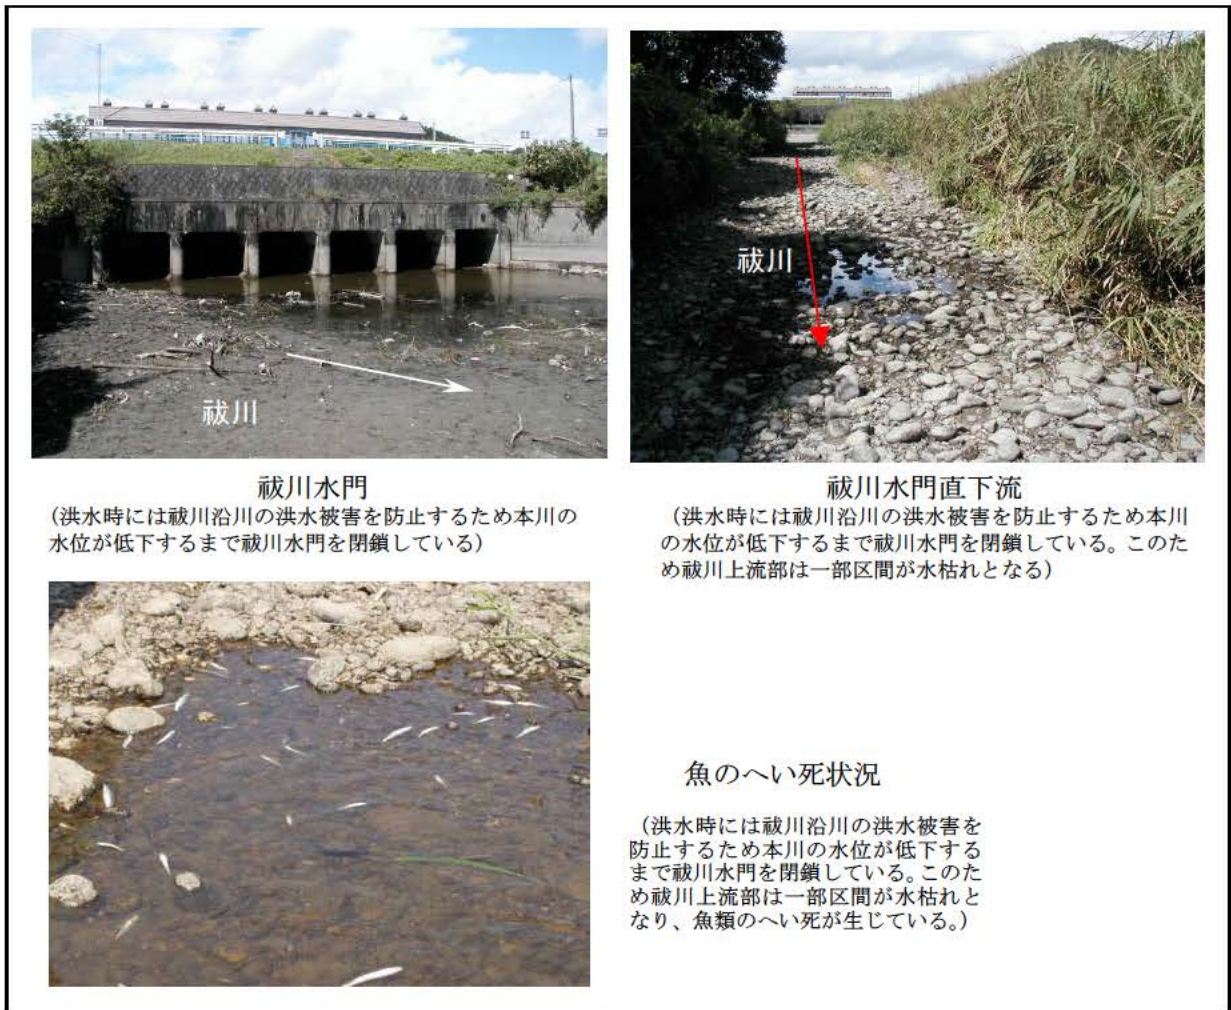 祓川
祓川
祓川水門
(洪水時には祓川沿川の洪水被害を防止するため本川の
水位が低下するまで祓川水門を閉鎖している)
祓川水門直下流
(洪水時には祓川沿川の洪水被害を防止するため本川
の水位が低下するまで祓川水門を閉鎖している。このた
め祓川上流部は一部区間が水枯れとなる)
魚のへい死状況
(洪水時には祓川沿川の洪水被害を
防止するため本川の水位が低下する
まで祓川水門を閉鎖している。このた
め祓川上流部は一部区間が水枯れと
なり、魚類のへい死が生じている。)